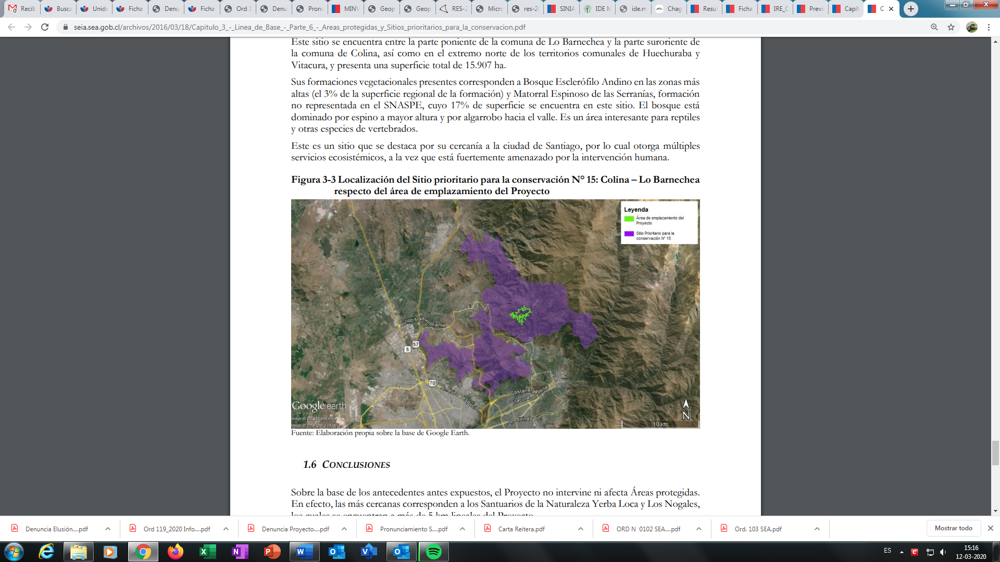 Recib
Busca
Unida
Ficha
Denu
Ficha
Ord 1
Denu
Pronu
MINV
Geop
Geop
RES-2
Micro
res-2
SINIA
IDE M
ide.m
Chag
Resul
Ficha
IRE_C
Previ
Capít
seia.sea.gob.cl/archivos/2016/03/18/Capitulo_3_-_Linea_de_Base_-_Parte_6_-_Areas_protegidas_y_Sitios_prioritarios_para_la_conservacion.pdf
Este sitio se encuentra entre la parte poniente de la comuna de Lo Barnechea y la parte suroriente de
la comuna de Colina, así como en el extremo norte de los territorios comunales de Huechuraba y
Vitacura, y presenta una superficie total de 15.907 ha.
Sus formaciones vegetacionales presentes corresponden a Bosque Esclerófilo Andino en las zonas más
altas (el 3% de la superficie regional de la formación) y Matorral Espinoso de las Serranías, formación
no representada en el SNASPE, cuyo 17% de superficie se encuentra en este sitio. El bosque está
dominado por espino a mayor altura y por algarrobo hacia el valle. Es un área interesante para reptiles
y otras especies de vertebrados.
Este es un sitio que se destaca por su cercanía a la ciudad de Santiago, por lo cual otorga múltiples
servicios ecosistémicos, a la vez que está fuertemente amenazado por la intervención humana.
Figura 3-3 Localización del Sitio prioritario para la conservación N° 15: Colina – Lo Barnechea
respecto del área de emplazamiento del Proyecto
Leyenda
Área de emplazamiento del
Proyecto
Sitio Prioritario para la
conservación N° 15
Autopista Nororiente
57
5
70
Américo Vespucio
Costanera Norte
Vitacura
Apoquindo
Google earth
Image © 2016 DigitalGlobe
Image © 2016 CNES / Astrium
N
10 km
Fuente: Elaboración propia sobre la base de Google Earth.
1.6 CONCLUSIONES
Sobre la base de los antecedentes antes expuestos, el Proyecto no intervine ni afecta Áreas protegidas.
En efecto, las más cercanas corresponden a los Santuarios de la Naturaleza Yerba Loca y Los Nogales,
los cuales se encuentran a más de 5 km lineales del Proyecto
Denuncia Elusión....pdf
Ord 119_2020 Info....pdf
Denuncia Proyecto....pdf
Pronunciamiento S....pdf
Carta Reitera.pdf
ORD N 0102 SEA....pdf
Ord. 103 SEA.pdf
Mostrar todo
ES
15:16
12-03-2020